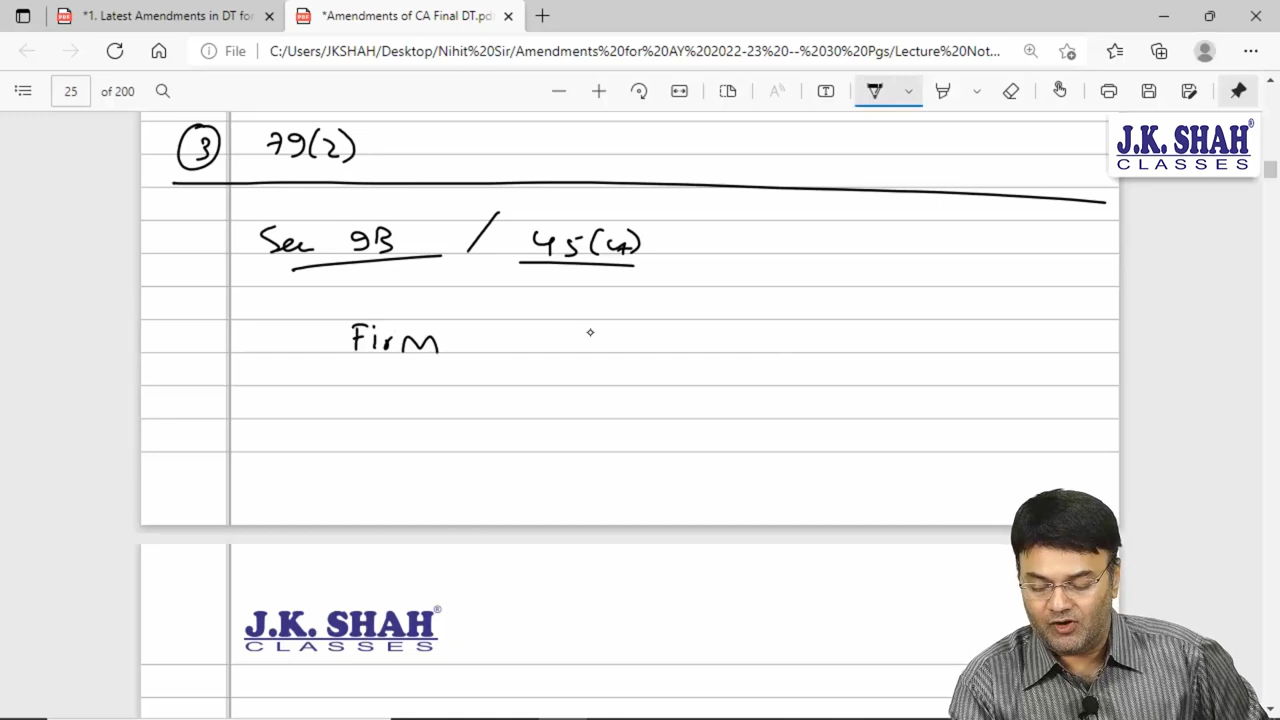 *1. Latest Amendments in DT for
*Amendments of CA Final DT.pd
File C:/Users/JKSHAH/Desktop/Nihit%20Sir/Amendments%20for%20AY%202022-23%20--%2030%20Pgs/Lecture%20Not...
25 of 200
J.K. SHAH®
CLASSES
3 79(2)
Sec 9B / 45(4)
Firm
J.K. SHAH®
CLASSES